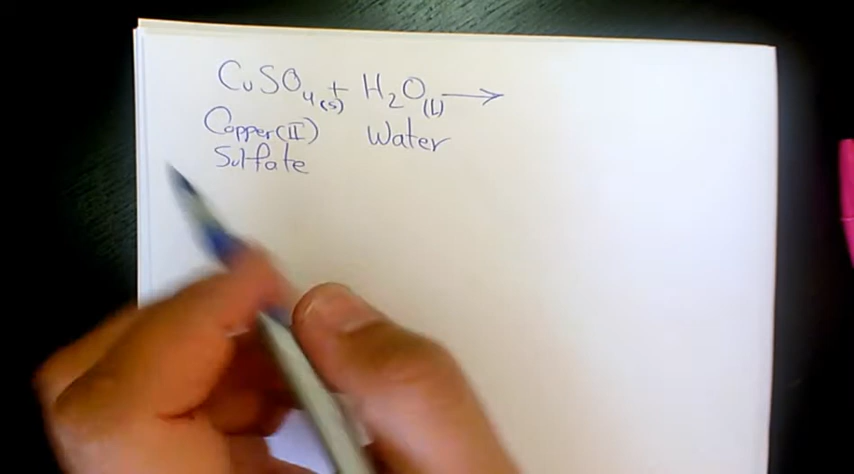 CuSO₄(s) + H₂O(l) →
Copper(II) Water
Sulfate